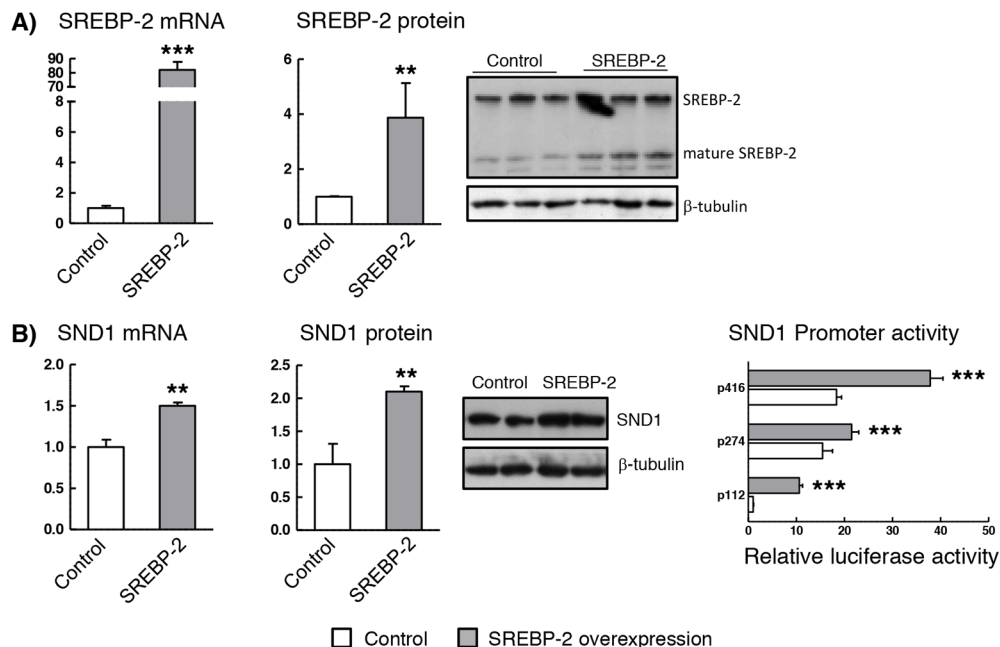 A) SREBP-2 mRNA
SREBP-2 protein
***
90
80
70
8
6
4
2
0
Control
SREBP-2
**
6
4
2
0
Control
SREBP-2
Control SREBP-2
SREBP-2
mature SREBP-2
β-tubulin
B) SND1 mRNA
SND1 protein
SND1 Promoter activity
**
2.0
1.5
1.0
0.5
0.0
Control
SREBP-2
**
2.5
2.0
1.5
1.0
0.5
0.0
Control
SREBP-2
Control SREBP-2
SND1
β-tubulin
p416 ***
p274 ***
p112 ***
0 10 20 30 40 50
Relative luciferase activity
Control SREBP-2 overexpression